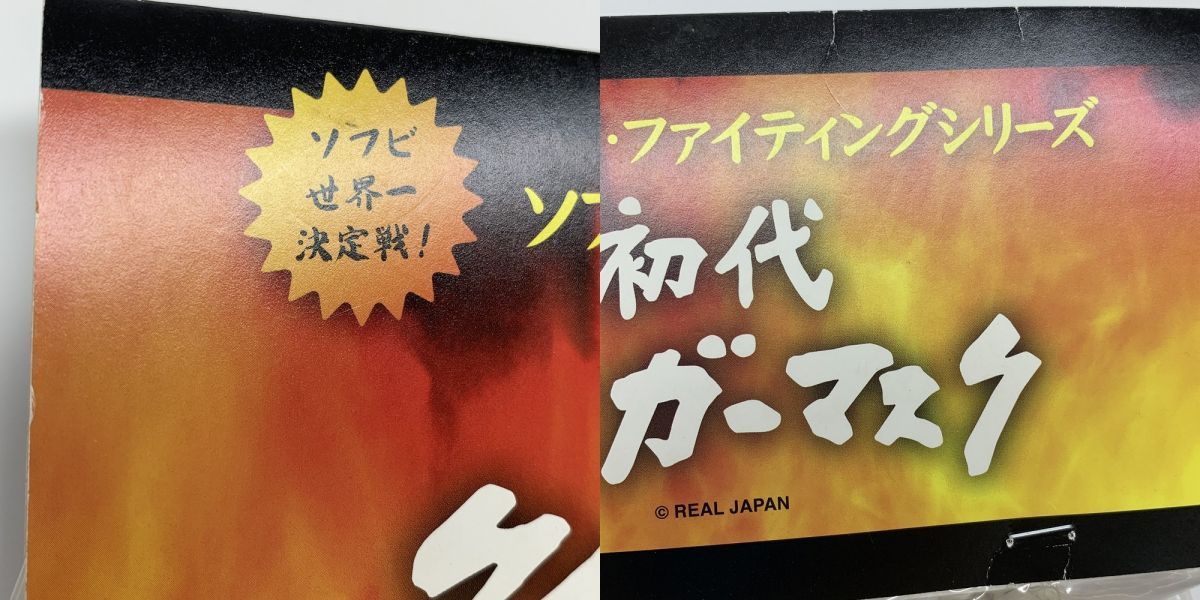 ソフビ
世界一
決定戦!
ソフ
・ファイティングシリーズ
初代
ガーマスク
© REAL JAPAN